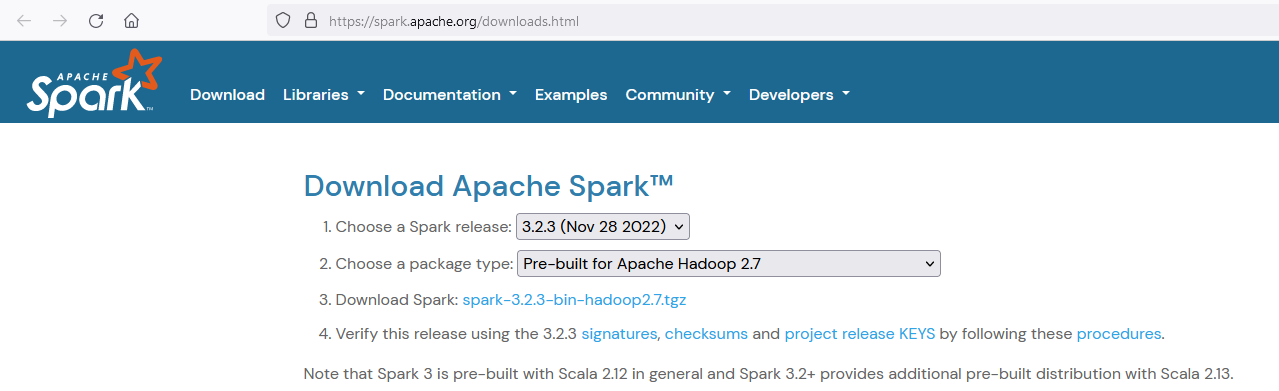 https://spark.apache.org/downloads.html
APACHE
Spark™
Download Libraries Documentation Examples Community Developers
Download Apache Spark™
1. Choose a Spark release: 3.2.3 (Nov 28 2022)
2. Choose a package type: Pre-built for Apache Hadoop 2.7
3. Download Spark: spark-3.2.3-bin-hadoop2.7.tgz
4. Verify this release using the 3.2.3 signatures, checksums and project release KEYS by following these procedures.
Note that Spark 3 is pre-built with Scala 2.12 in general and Spark 3.2+ provides additional pre-built distribution with Scala 2.13.